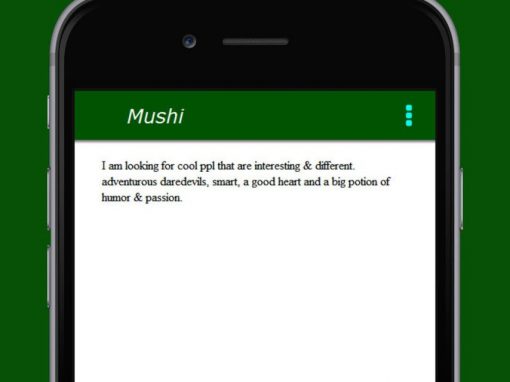 Mushi
I am looking for cool ppl that are interesting & different.
adventurous daredevils, smart, a good heart and a big potion of
humor & passion.